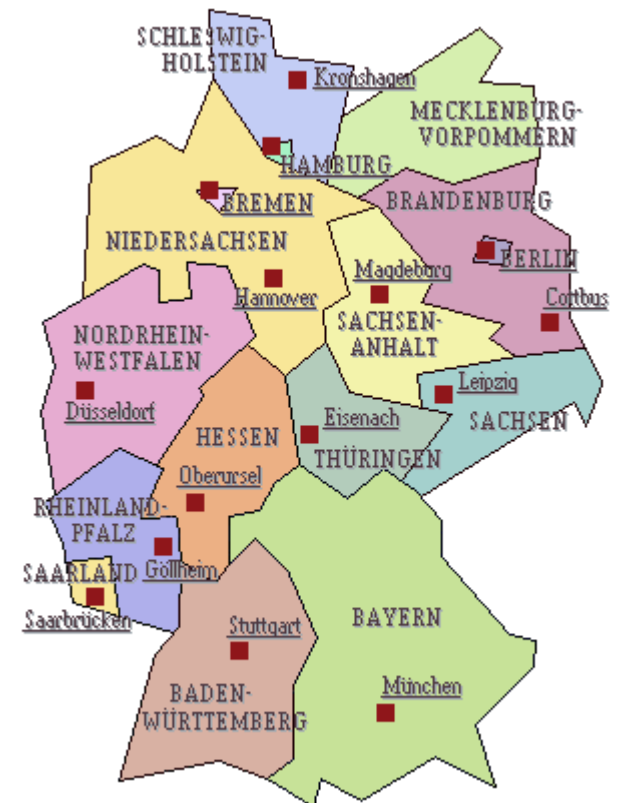 SCHLESWIG-
HOLSTEIN
Kronshagen
MECKLENBURG-
VORPOMMERN
HAMBURG
BREMEN
BRANDENBURG
NIEDERSACHSEN
BERLIN
Hannover
Magdeburg
Cottbus
SACHSEN-
ANHALT
NORDRHEIN-
WESTFALEN
Düsseldorf
Leipzig
SACHSEN
Eisenach
THÜRINGEN
HESSEN
Oberursel
RHEINLAND-
PFALZ
Göllheim
SAARLAND
Saarbrücken
Stuttgart
BAYERN
BADEN-
WÜRTTEMBERG
München